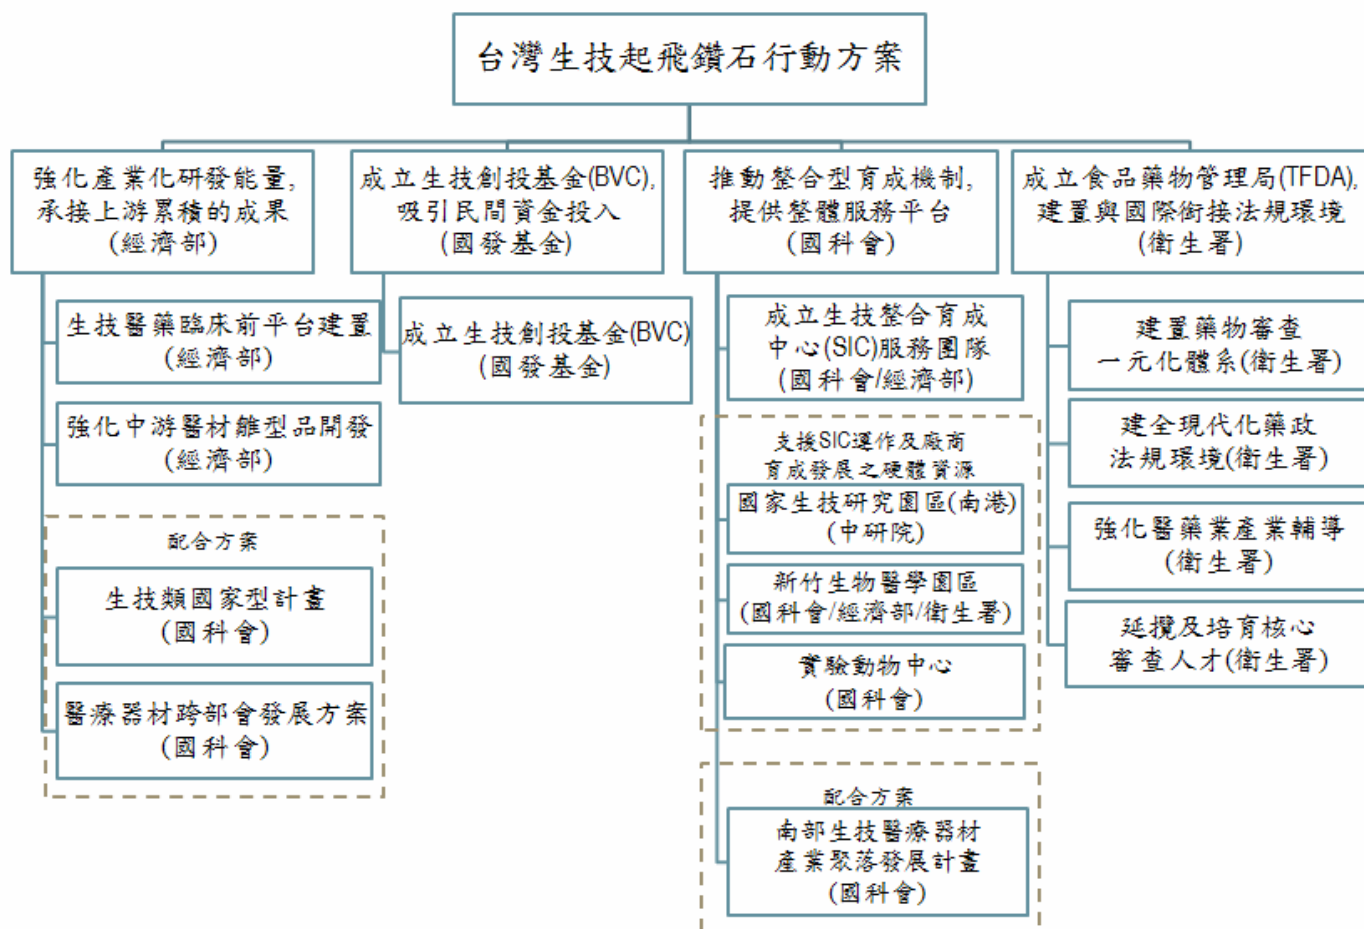 台灣生技起飛鑽石行動方案
強化產業化研發能量,
承接上游累積的成果
(經濟部)
生技醫藥臨床前平台建置
(經濟部)
強化中游醫材雛型品開發
(經濟部)
配合方案
生技類國家型計畫
(國科會)
醫療器材跨部會發展方案
(國科會)
成立生技創投基金(BVC),
吸引民間資金投入
(國發基金)
成立生技創投基金(BVC)
(國發基金)
推動整合型育成機制,
提供整體服務平台
(國科會)
成立生技整合育成
中心(SIC)服務團隊
(國科會/經濟部)
支援SIC運作及廠商
育成發展之硬體資源
國家生技研究園區(南港)
(中研院)
新竹生物醫學園區
(國科會/經濟部/衛生署)
實驗動物中心
(國科會)
配合方案
南部生技醫療器材
產業聚落發展計畫
(國科會)
成立食品藥物管理局(TFDA),
建置與國際銜接法規環境
(衛生署)
建置藥物審查
一元化體系(衛生署)
建全現代化藥政
法規環境(衛生署)
強化醫藥業產業輔導
(衛生署)
延攬及培育核心
審查人才(衛生署)